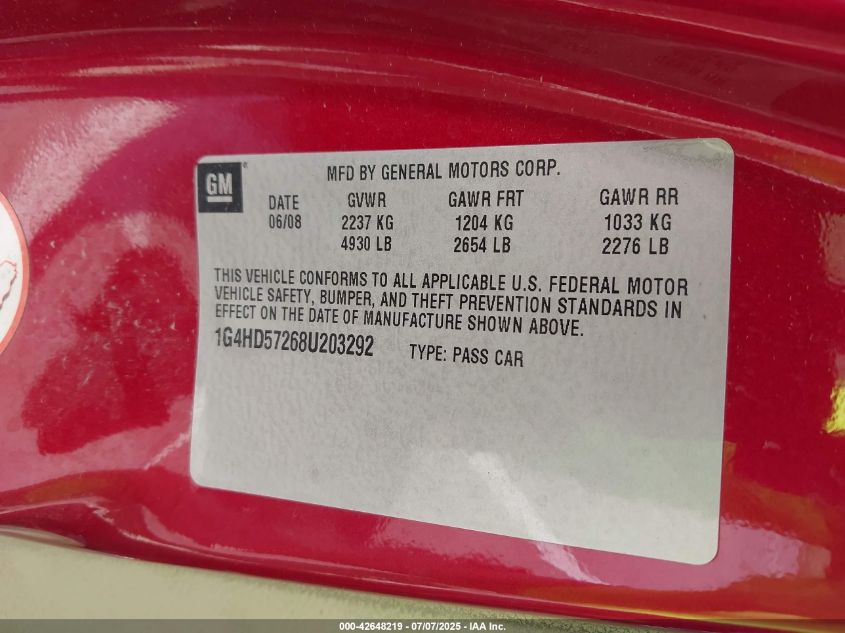 GM
MFD BY GENERAL MOTORS CORP.
DATE GVWR GAWR FRT GAWR RR
06/08 2237 KG 1204 KG 1033 KG
4930 LB 2654 LB 2276 LB
THIS VEHICLE CONFORMS TO ALL APPLICABLE U.S. FEDERAL MOTOR
VEHICLE SAFETY, BUMPER, AND THEFT PREVENTION STANDARDS IN
EFFECT ON THE DATE OF MANUFACTURE SHOWN ABOVE.
1G4HD57268U203292 TYPE: PASS CAR
000-42648219 - 07/07/2025 - IAA Inc.